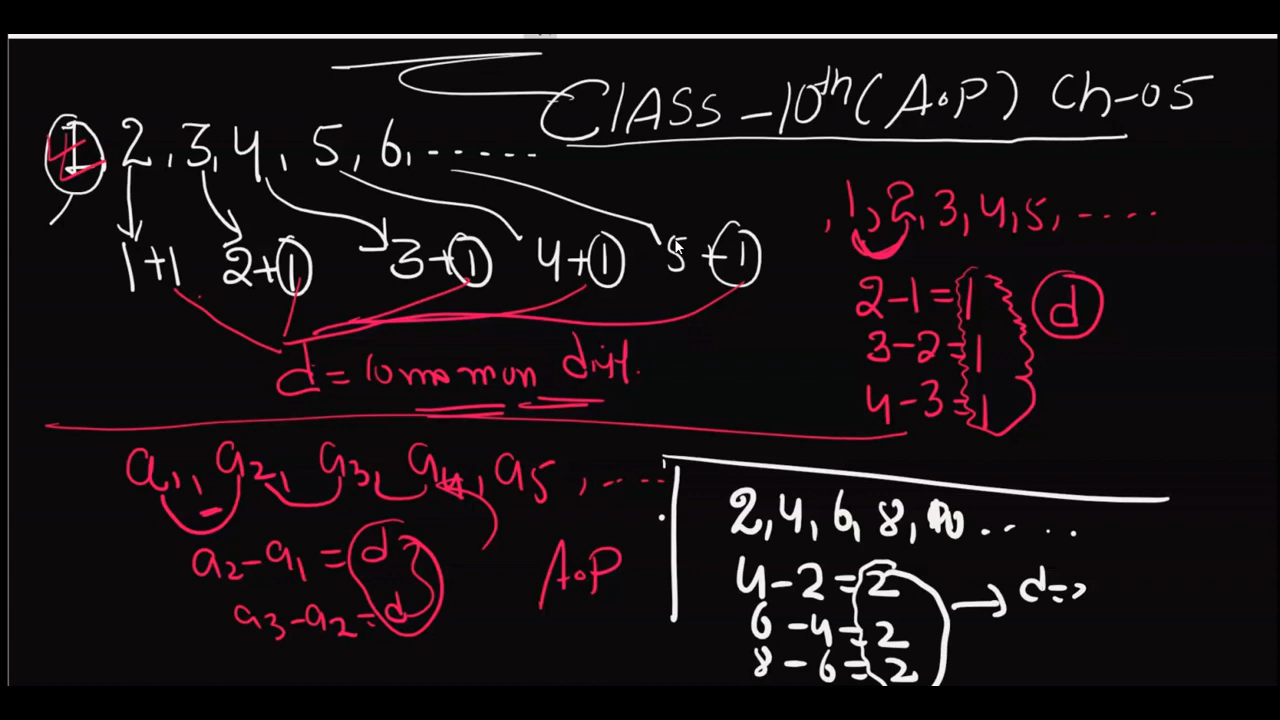 CLASS - 10th (A.P) Ch-05
1 2, 3, 4, 5, 6, ......
1+1 2+1 3+1 4+1 5+1
d = common diff.
, 1, 2, 3, 4, 5, ....
2-1=1
3-2=1
4-3=1
d
a1, a2, a3, a4, a5, ....
a2-a1=d
a3-a2=d
A.P
2, 4, 6, 8, 10 ....
4-2=2
6-4=2
8-6=2
→ d=2